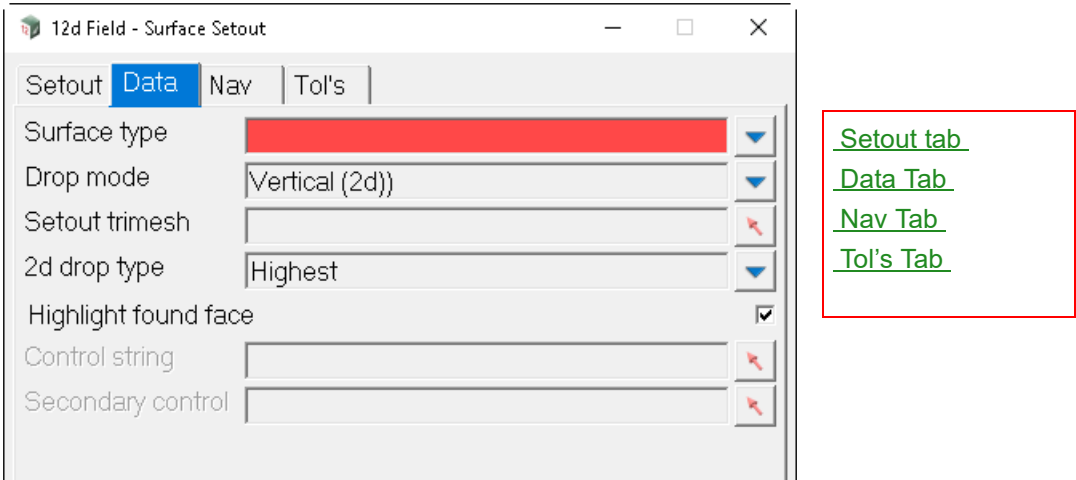 12d Field - Surface Setout
Setout Data Nav Tol's
Surface type
Drop mode Vertical (2d))
Setout trimesh
2d drop type Highest
Highlight found face
Control string
Secondary control
Setout tab
Data Tab
Nav Tab
Tol’s Tab